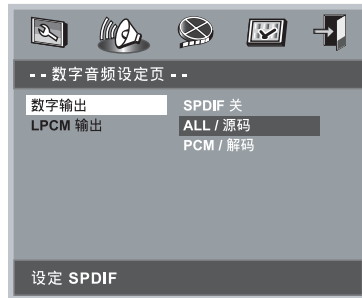 - - 数字音频设定页 - -
数字输出
SPDIF 关
LPCM 输出
ALL / 源码
PCM / 解码
设定 SPDIF